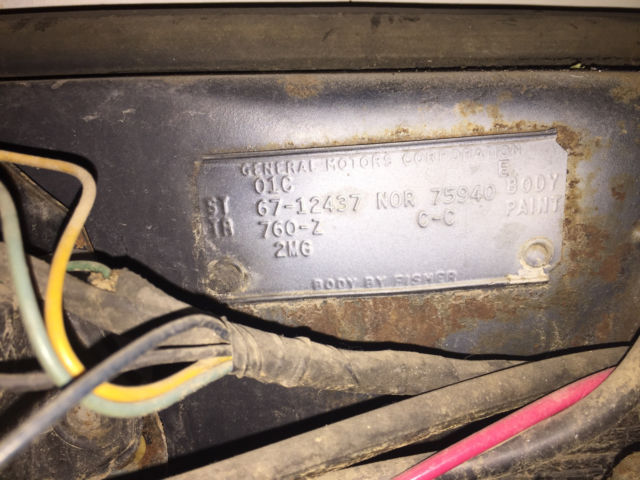 GENERAL MOTORS CORPORATION
01C E
ST 67-12437 NOR 75940 BODY
TR 760-Z C-C PAINT
2MG
BODY BY FISHER